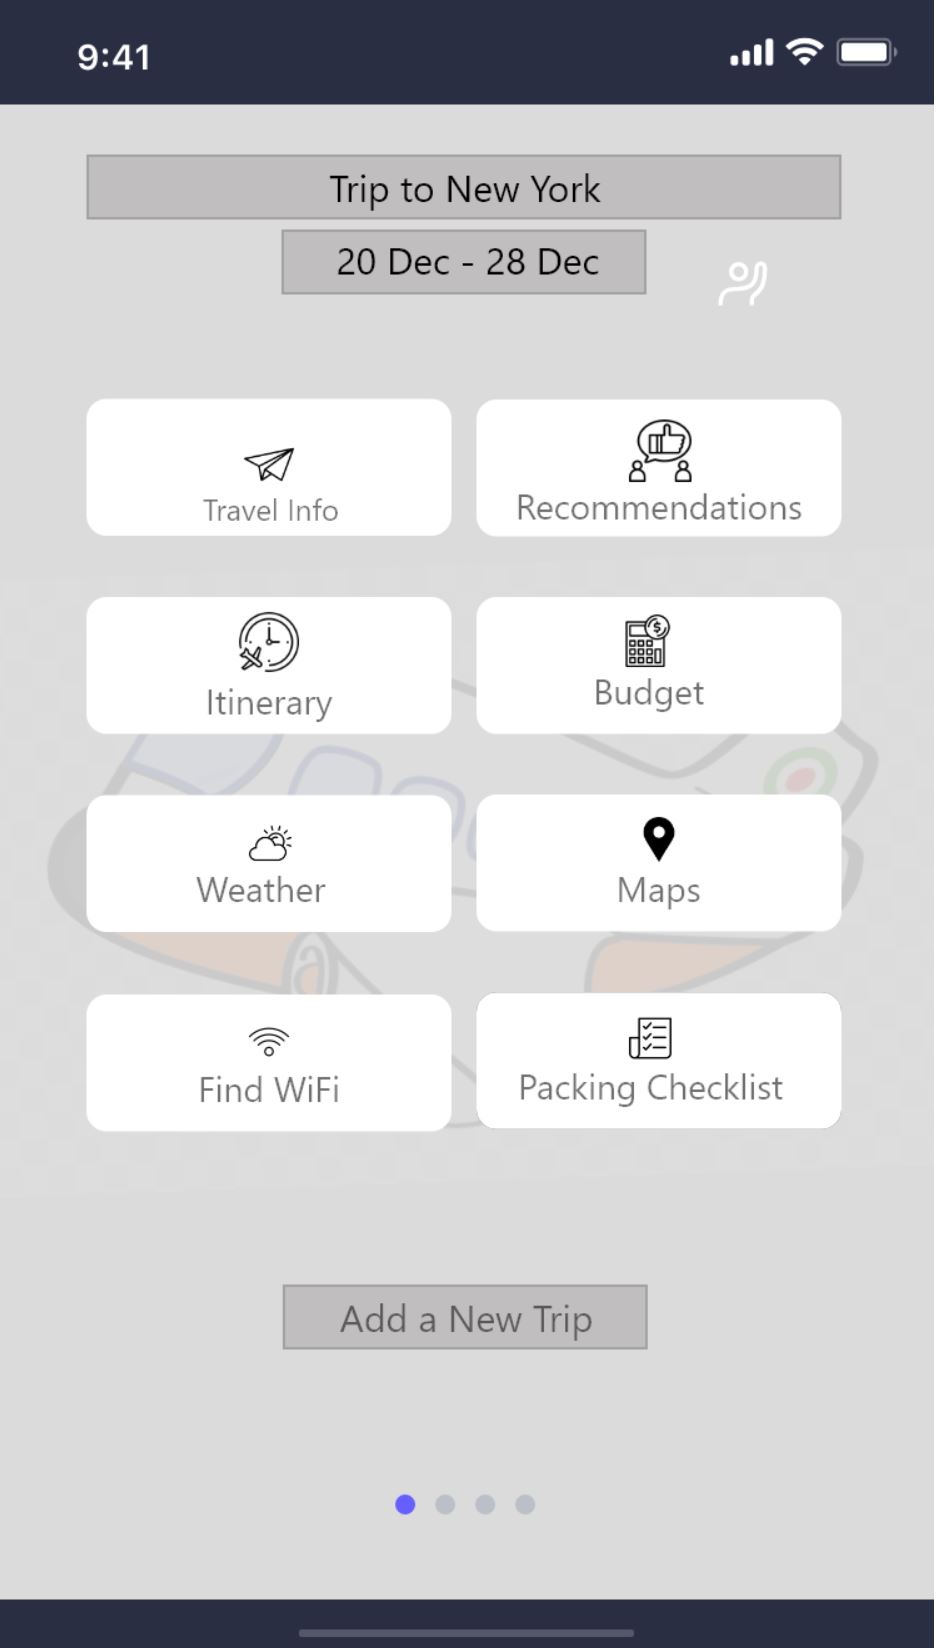 9:41
Trip to New York
20 Dec - 28 Dec
Travel Info
Recommendations
Itinerary
Budget
Weather
Maps
Find WiFi
Packing Checklist
Add a New Trip